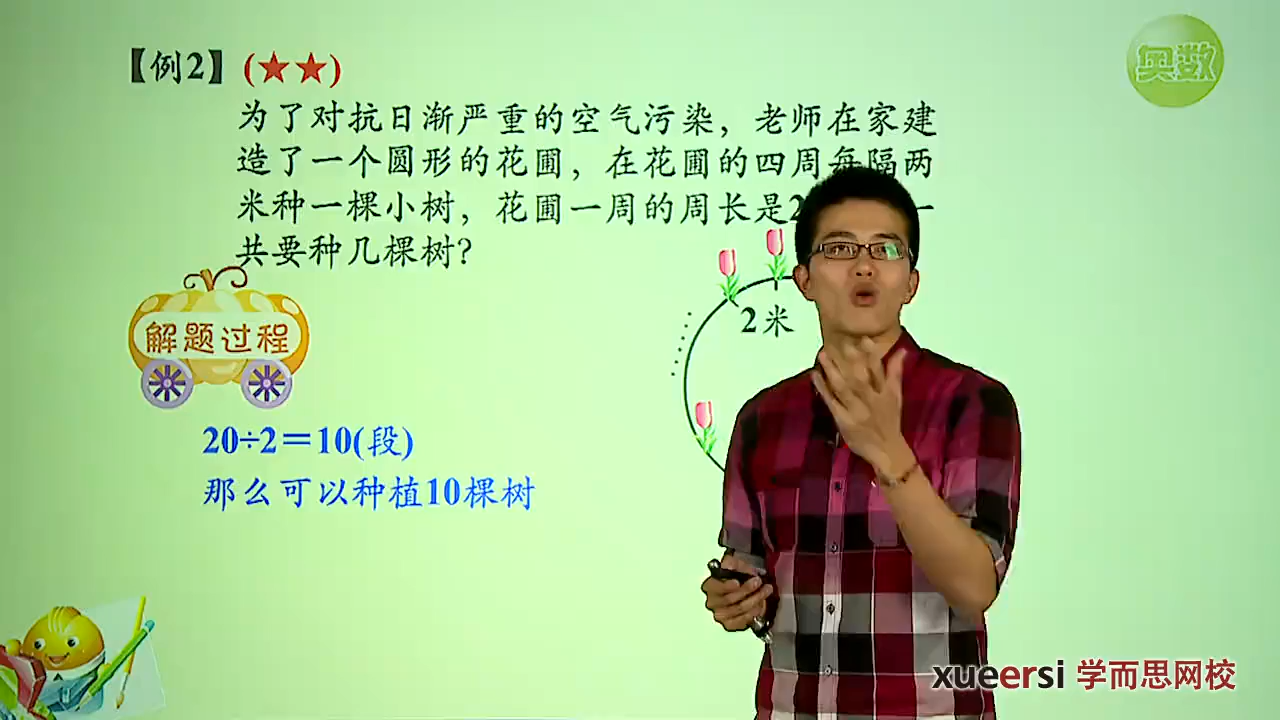 【例2】(★★)
奥数
为了对抗日渐严重的空气污染，老师在家建
造了一个圆形的花圃，在花圃的四周每隔两
米种一棵小树，花圃一周的周长是2 一
共要种几棵树？
2米
解题过程
20÷2＝10(段)
那么可以种植10棵树
xueersi 学而思网校